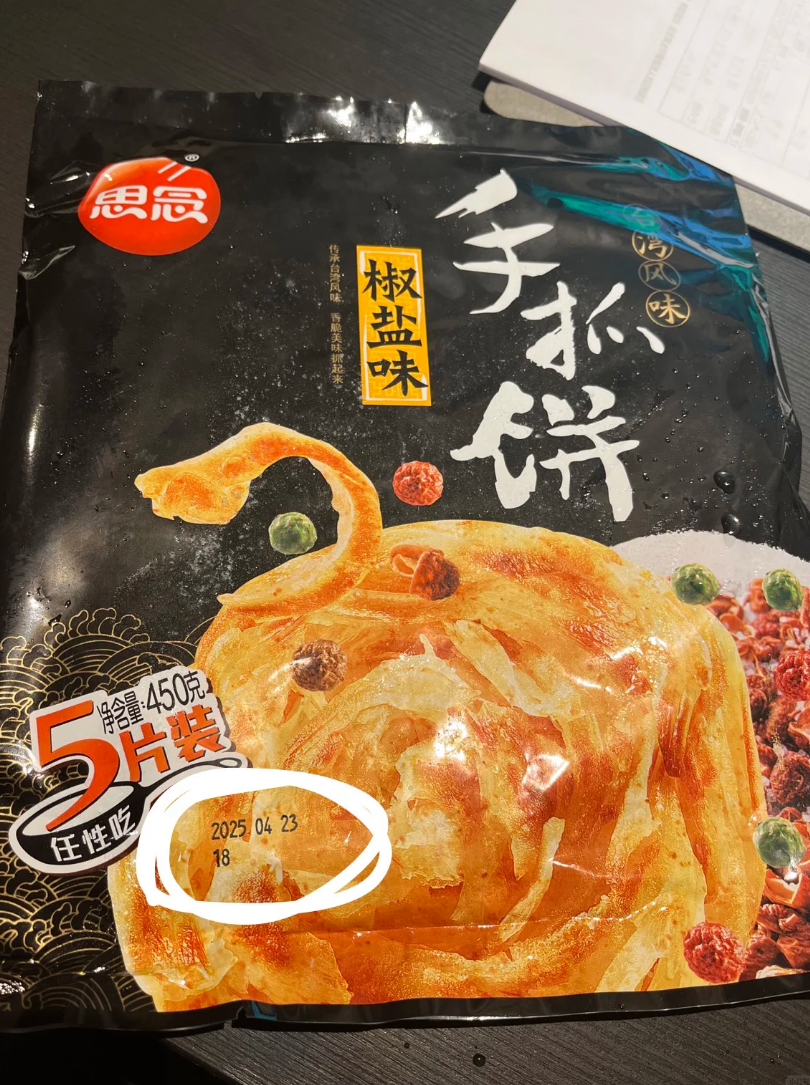 思念®
手抓饼
台湾风味
椒盐味
传承台湾风味 香脆美味抓起来
净含量:450克
5片装
任性吃
2025 04 23
18